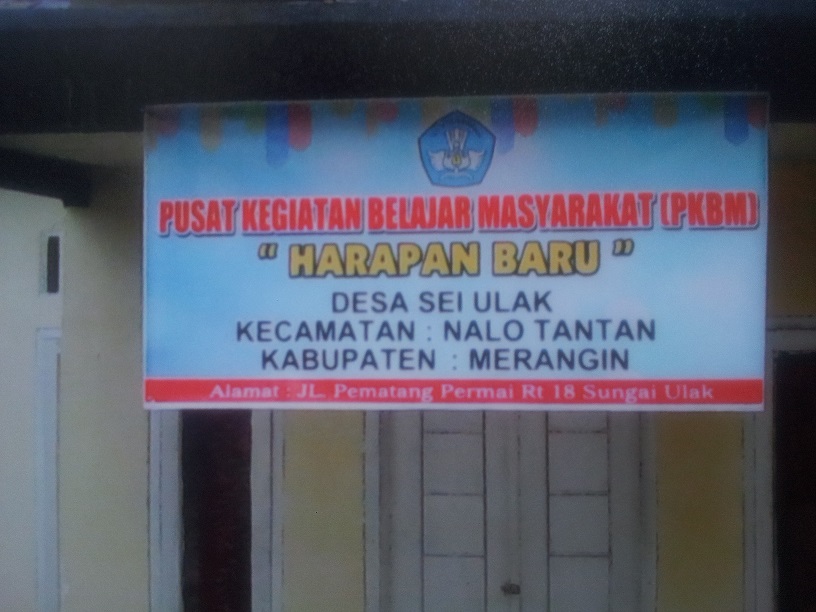 PUSAT KEGIATAN BELAJAR MASYARAKAT (PKBM)
" HARAPAN BARU "
DESA SEI ULAK
KECAMATAN : NALO TANTAN
KABUPATEN : MERANGIN
Alamat : JL. Pematang Permai Rt 18 Sungai Ulak